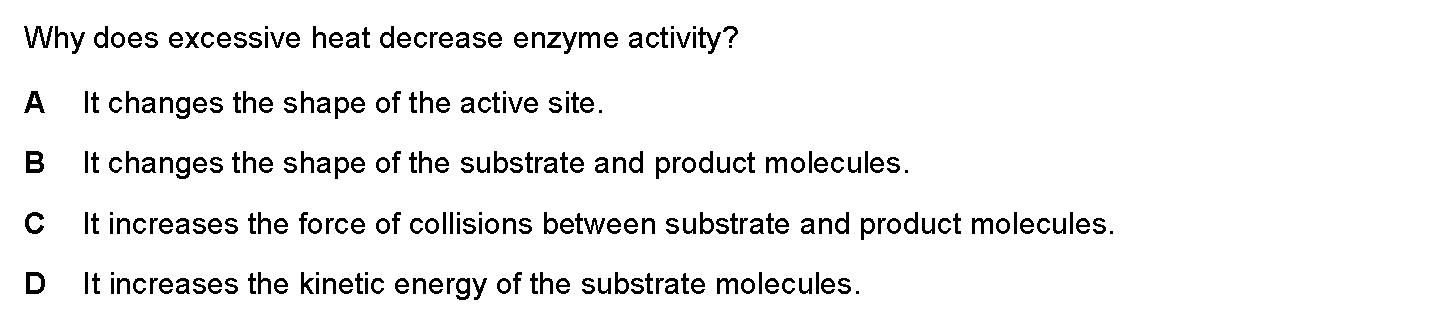 Why does excessive heat decrease enzyme activity?
A It changes the shape of the active site.
B It changes the shape of the substrate and product molecules.
C It increases the force of collisions between substrate and product molecules.
D It increases the kinetic energy of the substrate molecules.